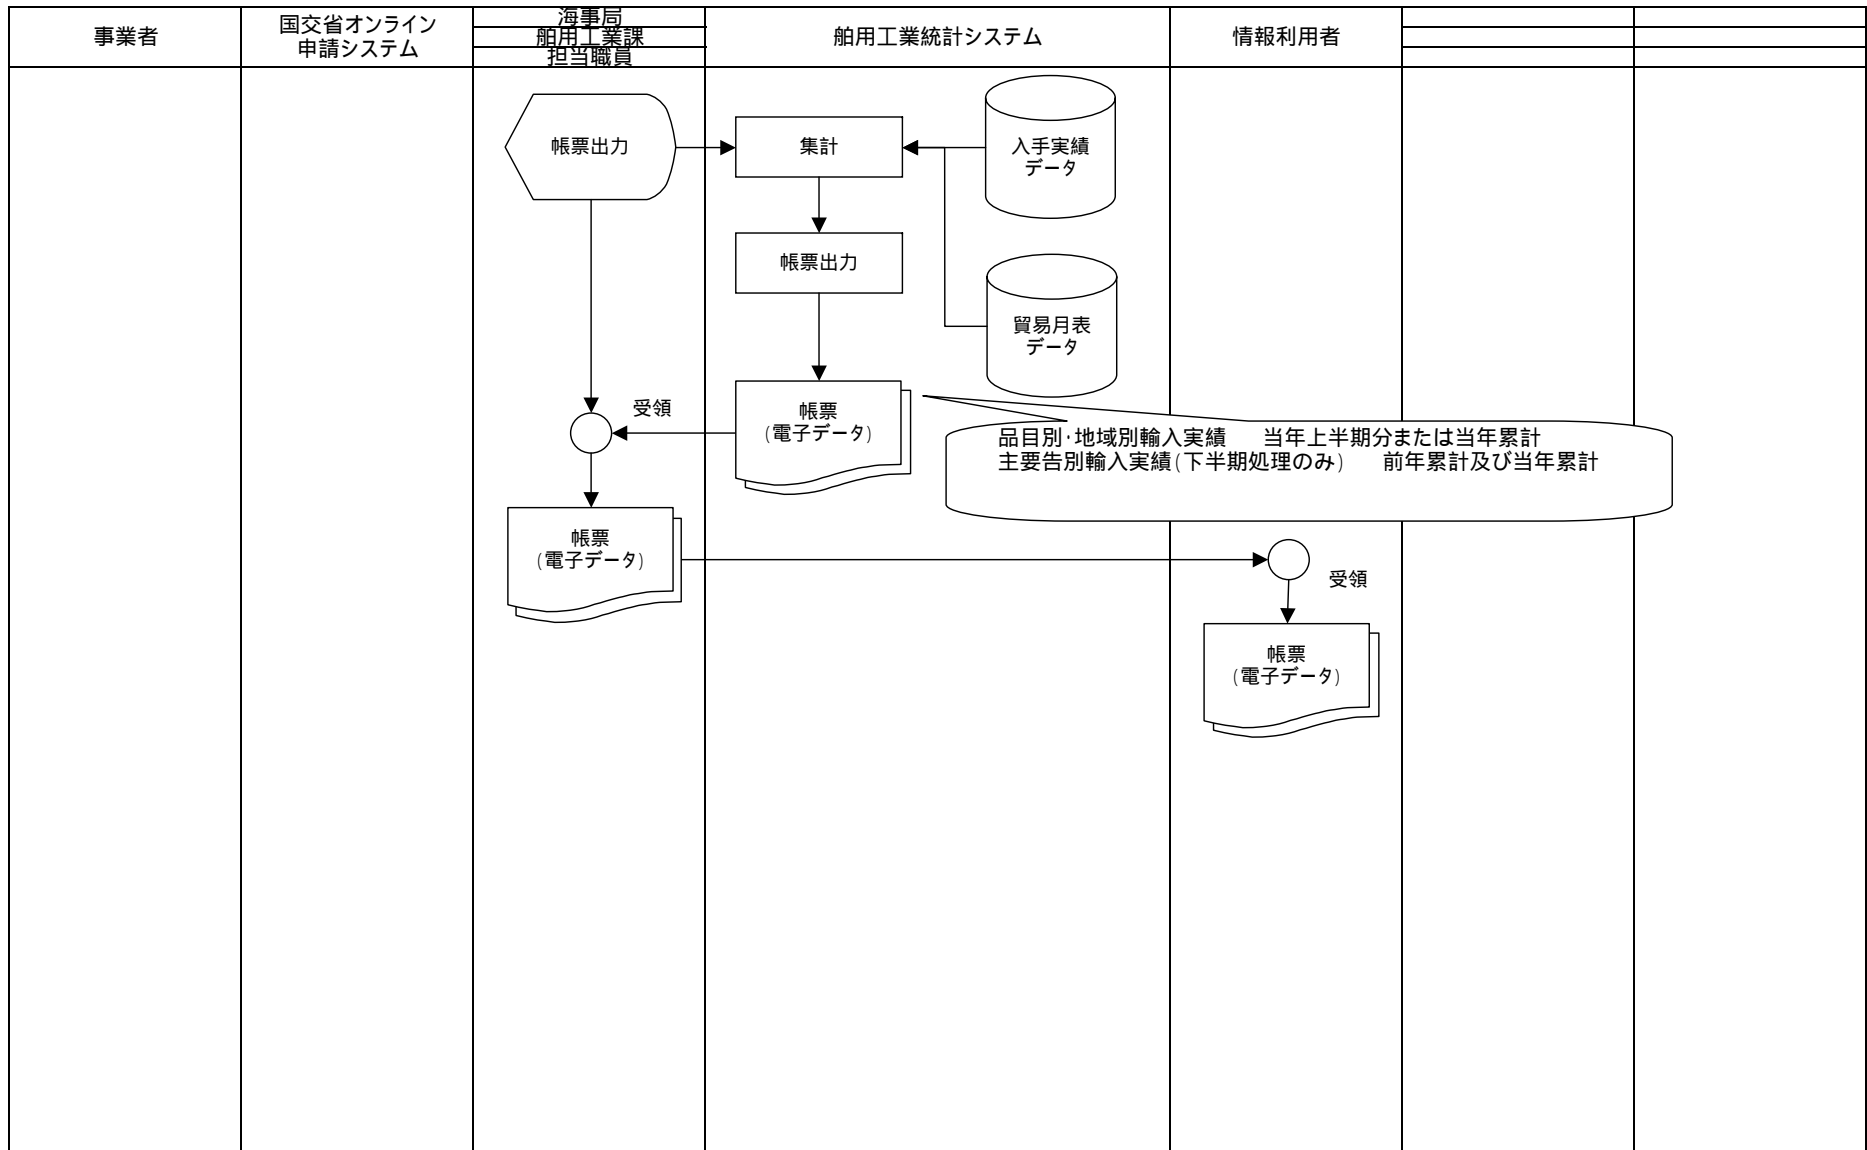 事業者
国交省オンライン
申請システム
海事局
舶用工業課
担当職員
舶用工業統計システム
情報利用者
帳票出力
集計
入手実績
データ
帳票出力
貿易月表
データ
受領
帳票
(電子データ)
品目別・地域別輸入実績　　当年上半期分または当年累計
主要告別輸入実績(下半期処理のみ)　　前年累計及び当年累計
帳票
(電子データ)
受領
帳票
(電子データ)